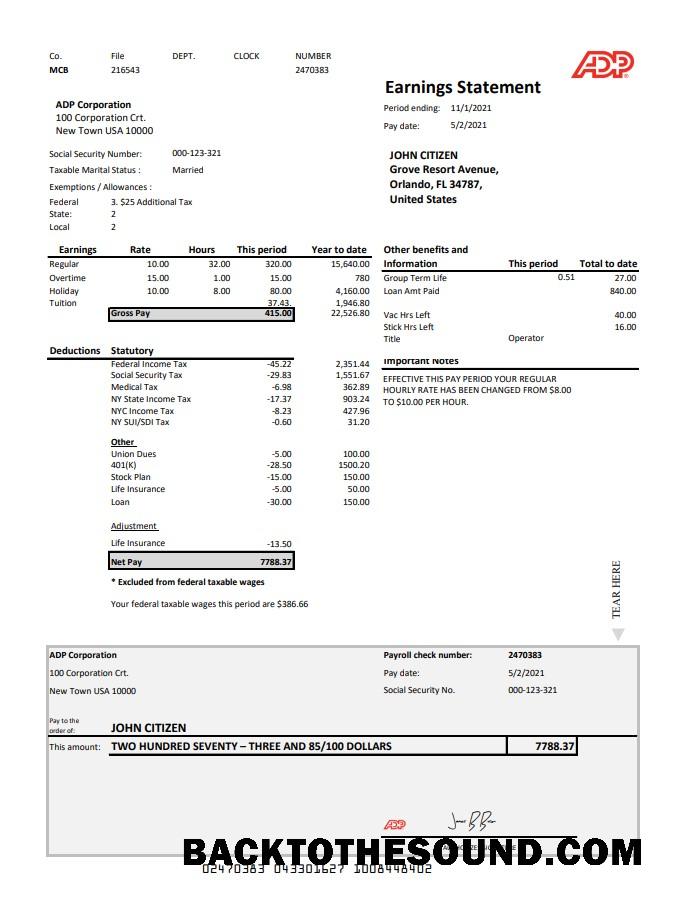 Co. File DEPT. CLOCK NUMBER
MCB 216543 2470383
ADP
Earnings Statement
Period ending: 11/1/2021
Pay date: 5/2/2021
ADP Corporation
100 Corporation Crt.
New Town USA 10000
Social Security Number: 000-123-321
Taxable Marital Status : Married
Exemptions / Allowances :
Federal 3. $25 Additional Tax
State: 2
Local 2
JOHN CITIZEN
Grove Resort Avenue,
Orlando, FL 34787,
United States
Earnings Rate Hours This period Year to date
Regular 10.00 32.00 320.00 15,640.00
Overtime 15.00 1.00 15.00 780
Holiday 10.00 8.00 80.00 4,160.00
Tuition 37.43. 1,946.80
Gross Pay 415.00 22,526.80
Other benefits and
Information This period Total to date
Group Term Life 0.51 27.00
Loan Amt Paid 840.00
Vac Hrs Left 40.00
Stick Hrs Left 16.00
Title Operator
Important Notes
EFFECTIVE THIS PAY PERIOD YOUR REGULAR
HOURLY RATE HAS BEEN CHANGED FROM $8.00
TO $10.00 PER HOUR.
Deductions Statutory
Federal Income Tax -45.22 2,351.44
Social Security Tax -29.83 1,551.67
Medical Tax -6.98 362.89
NY State Income Tax -17.37 903.24
NYC Income Tax -8.23 427.96
NY SUI/SDI Tax -0.60 31.20
Other
Union Dues -5.00 100.00
401(K) -28.50 1500.20
Stock Plan -15.00 150.00
Life Insurance -5.00 50.00
Loan -30.00 150.00
Adjustment
Life Insurance -13.50
Net Pay 7788.37
* Excluded from federal taxable wages
Your federal taxable wages this period are $386.66
TEAR HERE
ADP Corporation
100 Corporation Crt.
New Town USA 10000
Payroll check number: 2470383
Pay date: 5/2/2021
Social Security No. 000-123-321
Pay to the
order of: JOHN CITIZEN
This amount: TWO HUNDRED SEVENTY – THREE AND 85/100 DOLLARS 7788.37
ADP
BACKTOTHESOUND.COM
02470383 043301627 1008448402